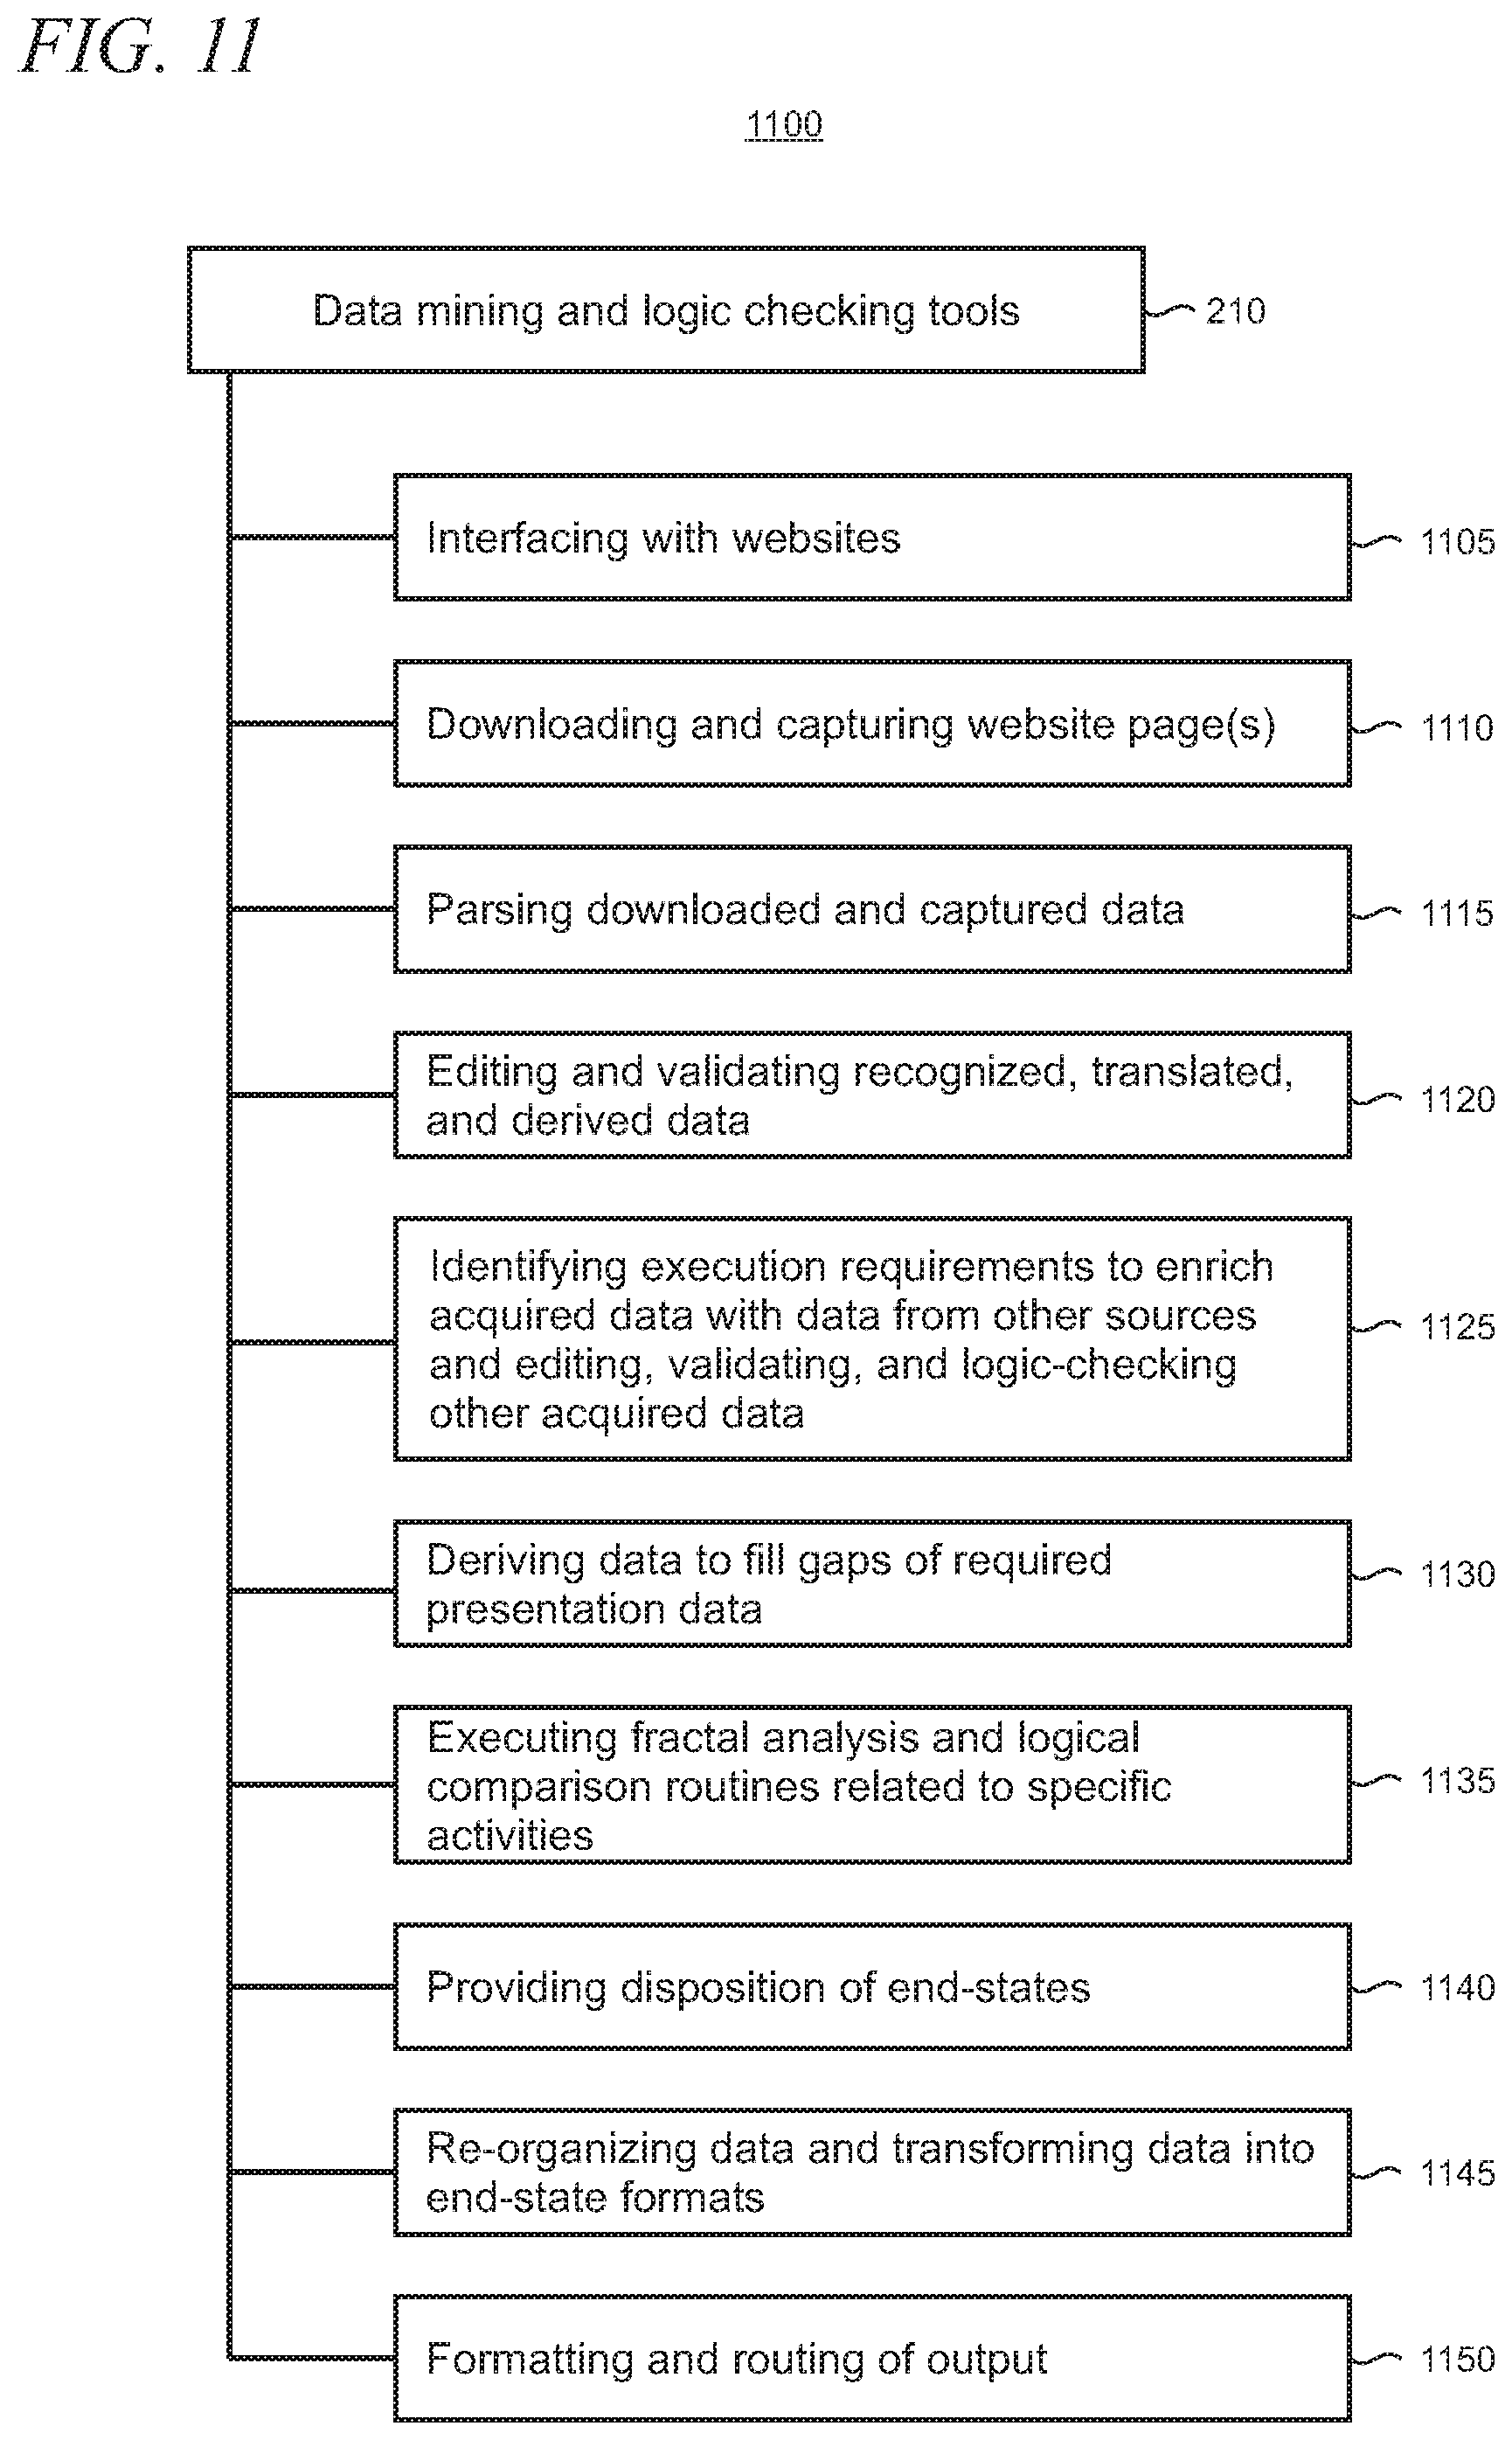 FIG. 11
1100
Data mining and logic checking tools
210
Interfacing with websites
1105
Downloading and capturing website page(s)
1110
Parsing downloaded and captured data
1115
Editing and validating recognized, translated,
and derived data
1120
Identifying execution requirements to enrich
acquired data with data from other sources
and editing, validating, and logic-checking
other acquired data
1125
Deriving data to fill gaps of required
presentation data
1130
Executing fractal analysis and logical
comparison routines related to specific
activities
1135
Providing disposition of end-states
1140
Re-organizing data and transforming data into
end-state formats
1145
Formatting and routing of output
1150